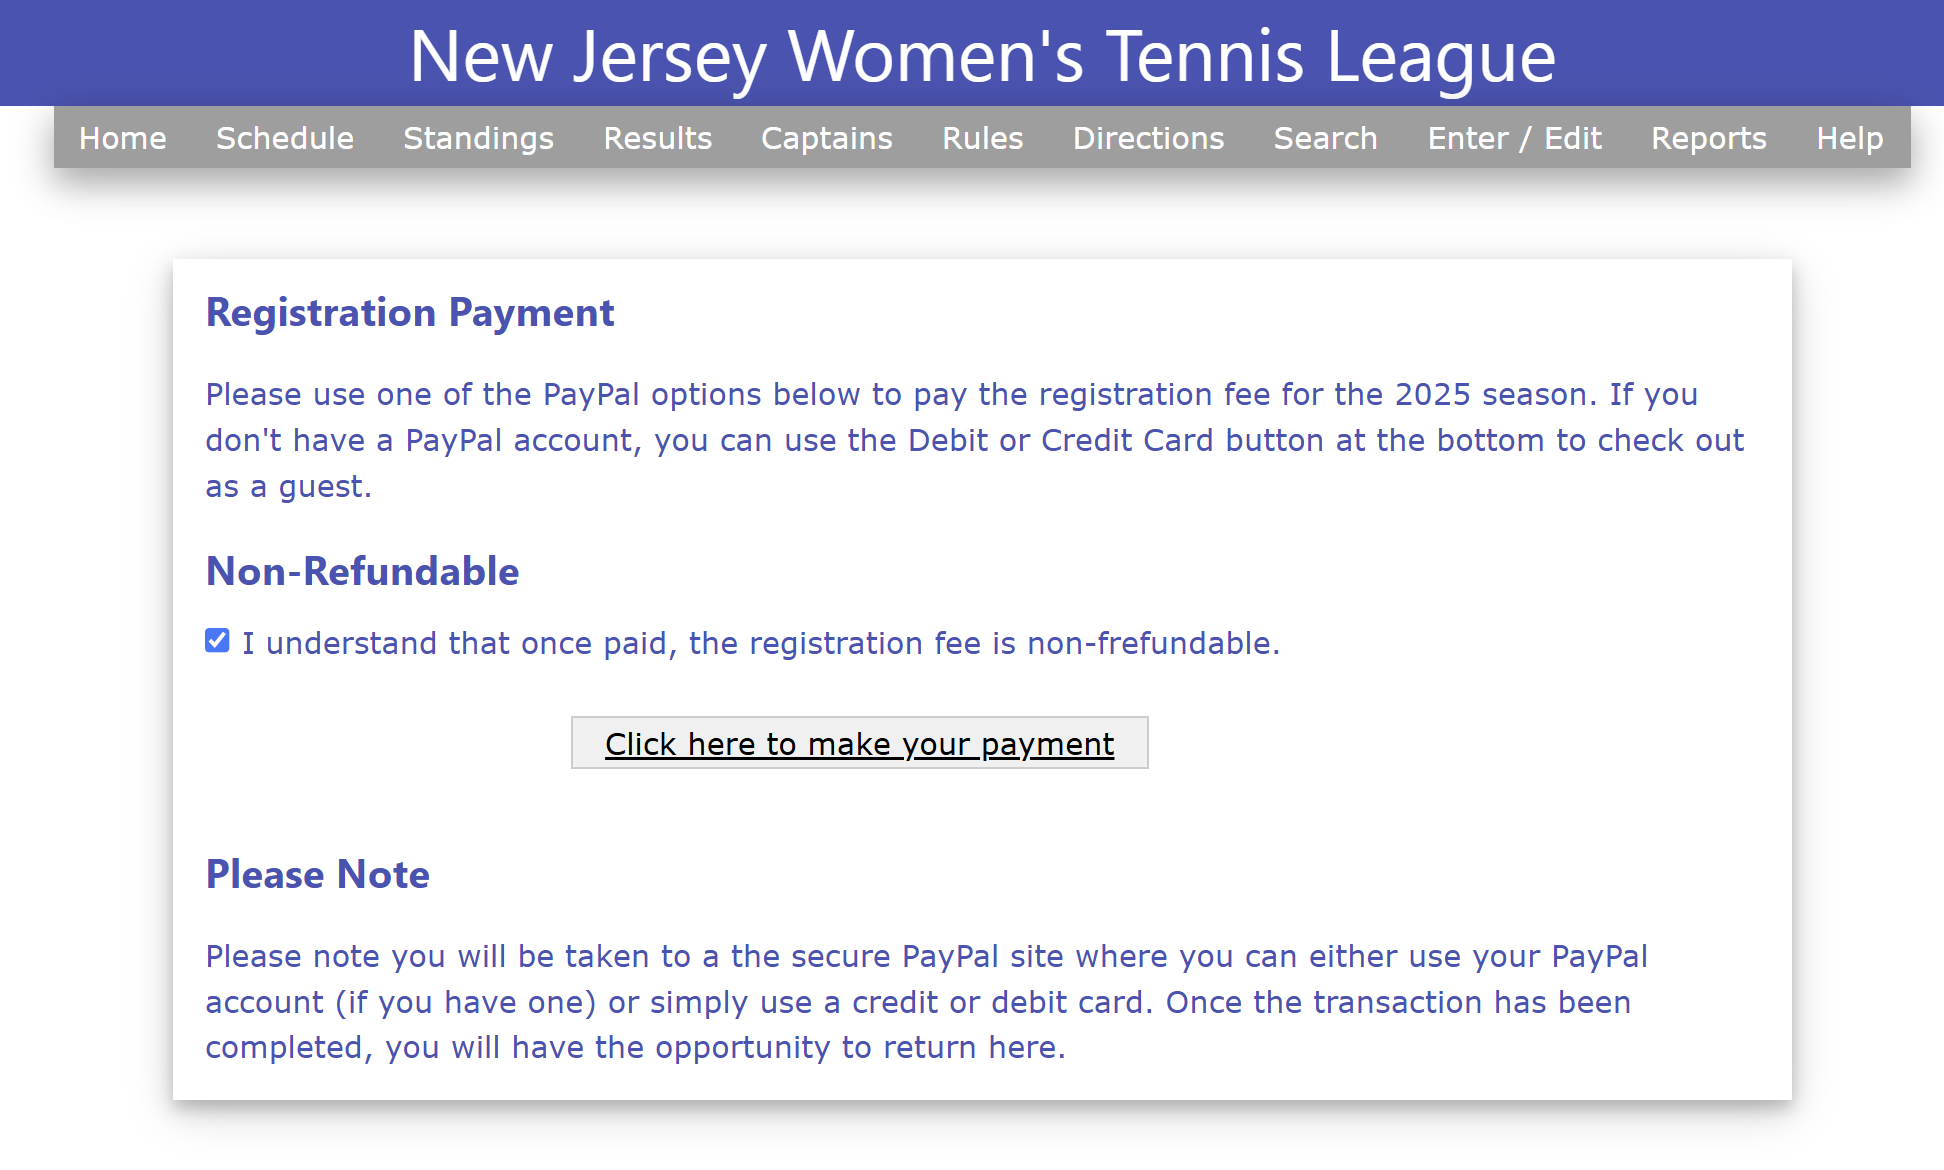 New Jersey Women's Tennis League
Home Schedule Standings Results Captains Rules Directions Search Enter / Edit Reports Help
Registration Payment
Please use one of the PayPal options below to pay the registration fee for the 2025 season. If you
don't have a PayPal account, you can use the Debit or Credit Card button at the bottom to check out
as a guest.
Non-Refundable
I understand that once paid, the registration fee is non-frefundable.
Click here to make your payment
Please Note
Please note you will be taken to a the secure PayPal site where you can either use your PayPal
account (if you have one) or simply use a credit or debit card. Once the transaction has been
completed, you will have the opportunity to return here.